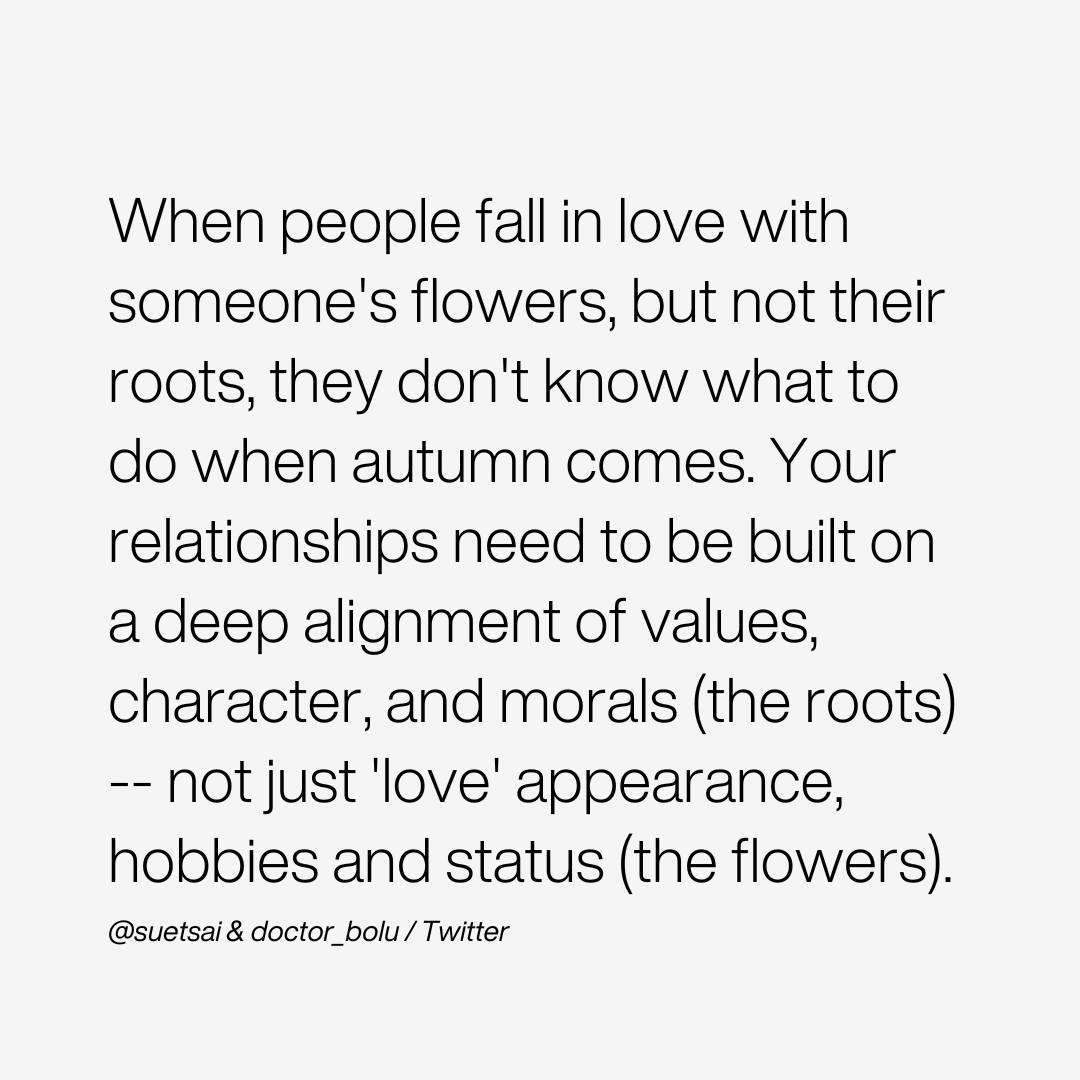 When people fall in love with
someone's flowers, but not their
roots, they don't know what to
do when autumn comes. Your
relationships need to be built on
a deep alignment of values,
character, and morals (the roots)
-- not just 'love' appearance,
hobbies and status (the flowers).
@suetsai & doctor_bolu / Twitter